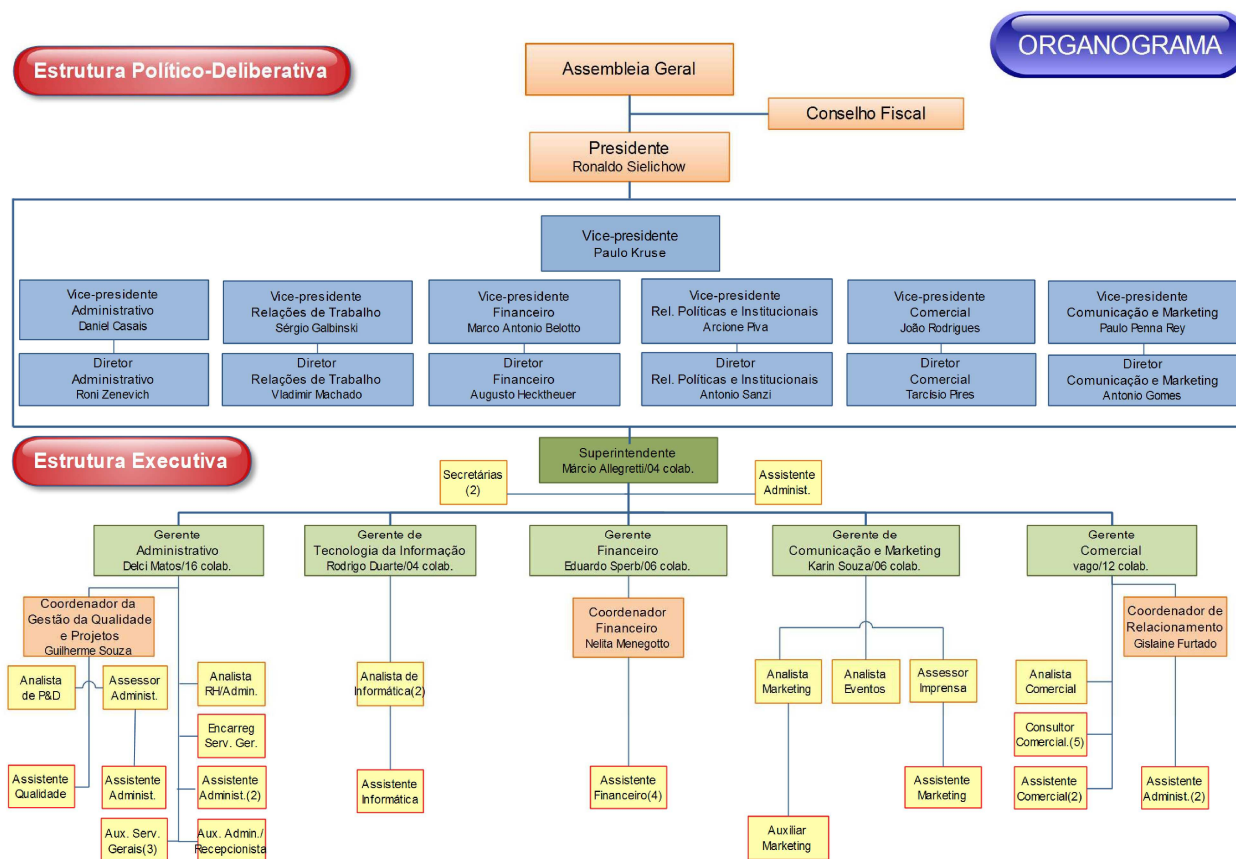 ORGANOGRAMA
Estrutura Político-Deliberativa
Assembleia Geral
Conselho Fiscal
Presidente
Ronaldo Sielichow
Vice-presidente
Paulo Kruse
Vice-presidente
Administrativo
Daniel Casais
Vice-presidente
Relações de Trabalho
Sérgio Galbinski
Vice-presidente
Financeiro
Marco Antonio Belotto
Vice-presidente
Rel. Políticas e Institucionais
Arcione Piva
Vice-presidente
Comercial
João Rodrigues
Vice-presidente
Comunicação e Marketing
Paulo Penna Rey
Diretor
Administrativo
Roni Zenevich
Diretor
Relações de Trabalho
Vladimir Machado
Diretor
Financeiro
Augusto Hecktheuer
Diretor
Rel. Políticas e Institucionais
Antonio Sanzi
Diretor
Comercial
Tarcísio Pires
Diretor
Comunicação e Marketing
Antonio Gomes
Estrutura Executiva
Superintendente
Márcio Allegretti/04 colab.
Secretárias
(2)
Assistente
Administ.
Gerente
Administrativo
Delci Matos/16 colab.
Gerente de
Tecnologia da Informação
Rodrigo Duarte/04 colab.
Gerente
Financeiro
Eduardo Sperb/06 colab.
Gerente de
Comunicação e Marketing
Karin Souza/06 colab.
Gerente
Comercial
vago/12 colab.
Coordenador da
Gestão da Qualidade
e Projetos
Guilherme Souza
Coordenador
Financeiro
Nelita Menegotto
Coordenador de
Relacionamento
Gislaine Furtado
Analista
de P&D
Assessor
Administ.
Analista
RH/Admin.
Analista de
Informática(2)
Analista
Marketing
Analista
Eventos
Assessor
Imprensa
Analista
Comercial
Encarreg
Serv. Ger.
Consultor
Comercial.(5)
Assistente
Qualidade
Assistente
Administ.
Assistente
Administ.(2)
Assistente
Informática
Assistente
Financeiro(4)
Assistente
Marketing
Assistente
Comercial(2)
Assistente
Administ.(2)
Aux. Serv.
Gerais(3)
Aux. Admin./
Recepcionista
Auxiliar
Marketing